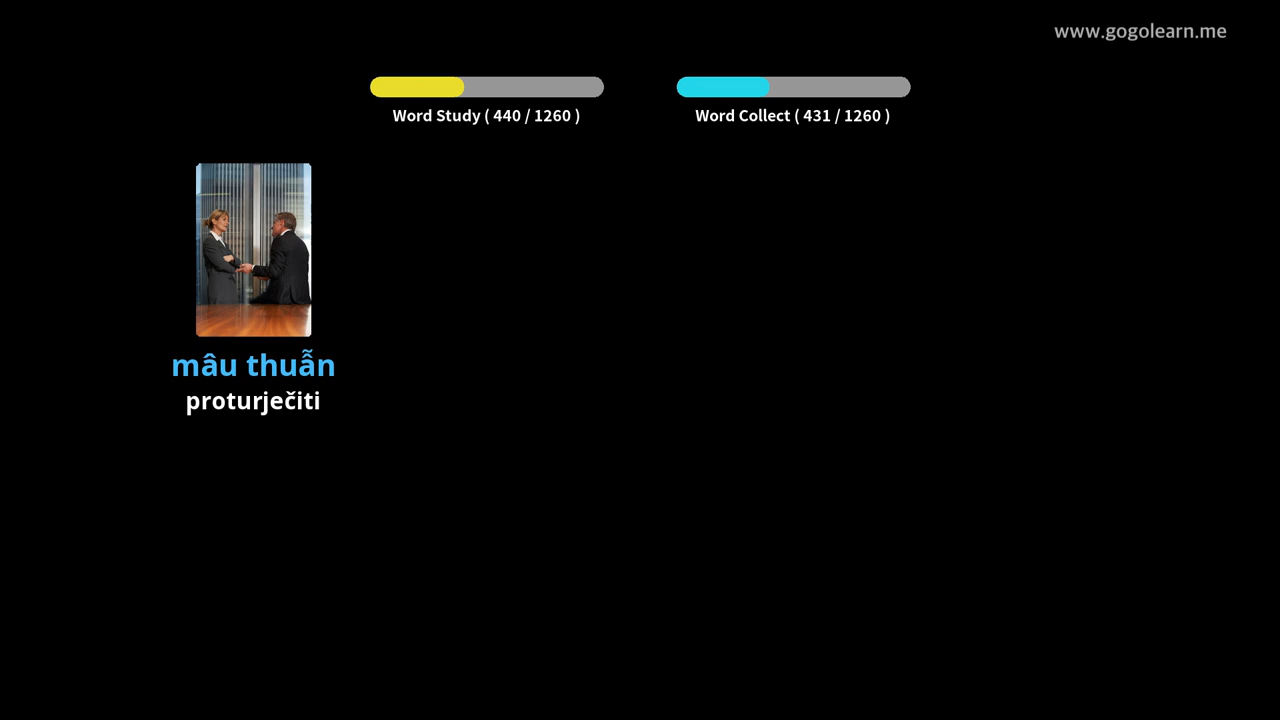 www.gogolearn.me
Word Study ( 440 / 1260 )
Word Collect ( 431 / 1260 )
mâu thuẫn
proturječiti